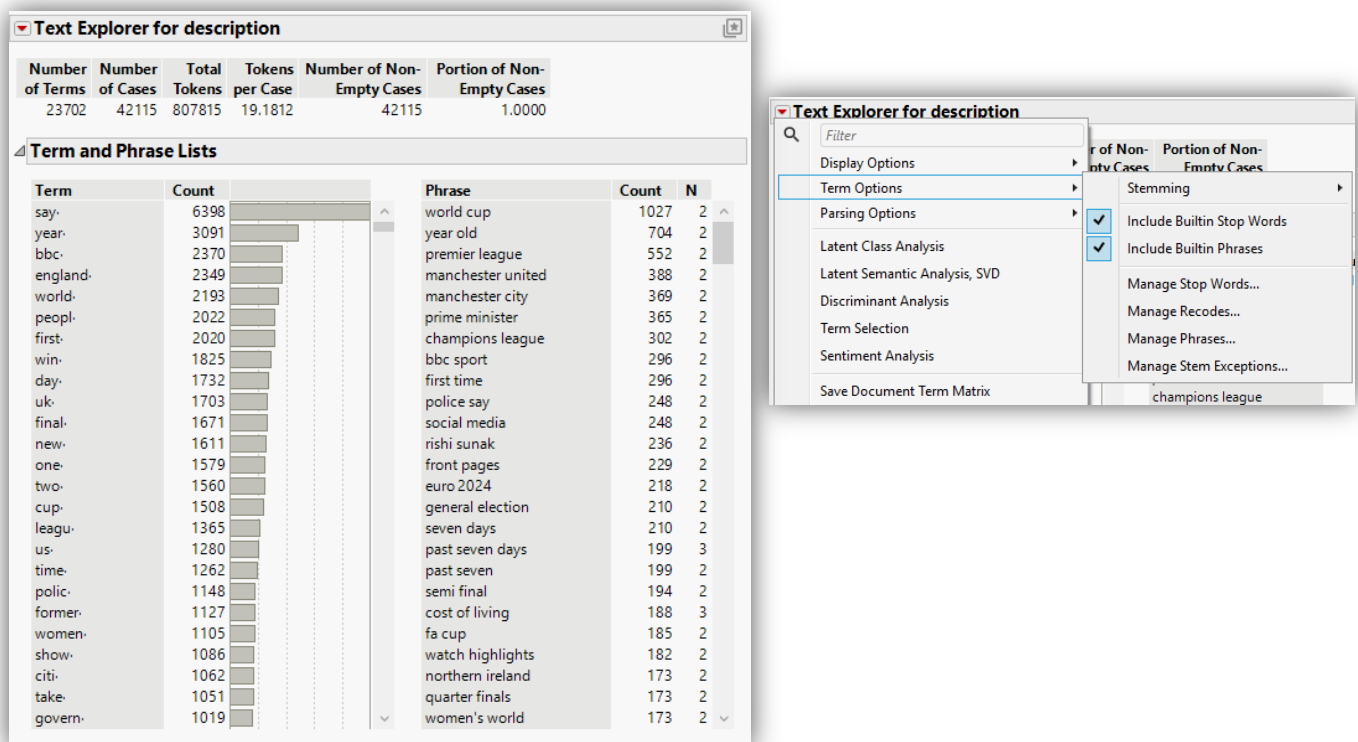 Text Explorer for description
Number of Terms Number of Cases Total Tokens Tokens per Case Number of Non-Empty Cases Portion of Non-Empty Cases
23702 42115 807815 19.1812 42115 1.0000
Term and Phrase Lists
Term Count
say· 6398
year· 3091
bbc· 2370
england· 2349
world· 2193
peopl· 2022
first· 2020
win· 1825
day· 1732
uk· 1703
final· 1671
new· 1611
one· 1579
two· 1560
cup· 1508
leagu· 1365
us· 1280
time· 1262
polic· 1148
former· 1127
women· 1105
show· 1086
citi· 1062
take· 1051
govern· 1019
Phrase Count N
world cup 1027 2
year old 704 2
premier league 552 2
manchester united 388 2
manchester city 369 2
prime minister 365 2
champions league 302 2
bbc sport 296 2
first time 296 2
police say 248 2
social media 248 2
rishi sunak 236 2
front pages 229 2
euro 2024 218 2
general election 210 2
seven days 210 2
past seven days 199 3
past seven 199 2
semi final 194 2
cost of living 188 3
fa cup 185 2
watch highlights 182 2
northern ireland 173 2
quarter finals 173 2
women's world 173 2
Text Explorer for description
Filter
r of Non- Portion of Non-
pty Cases Empty Cases
Display Options
Term Options
Parsing Options
Latent Class Analysis
Latent Semantic Analysis, SVD
Discriminant Analysis
Term Selection
Sentiment Analysis
Save Document Term Matrix
Stemming
Include Builtin Stop Words
Include Builtin Phrases
Manage Stop Words...
Manage Recodes...
Manage Phrases...
Manage Stem Exceptions...
champions league